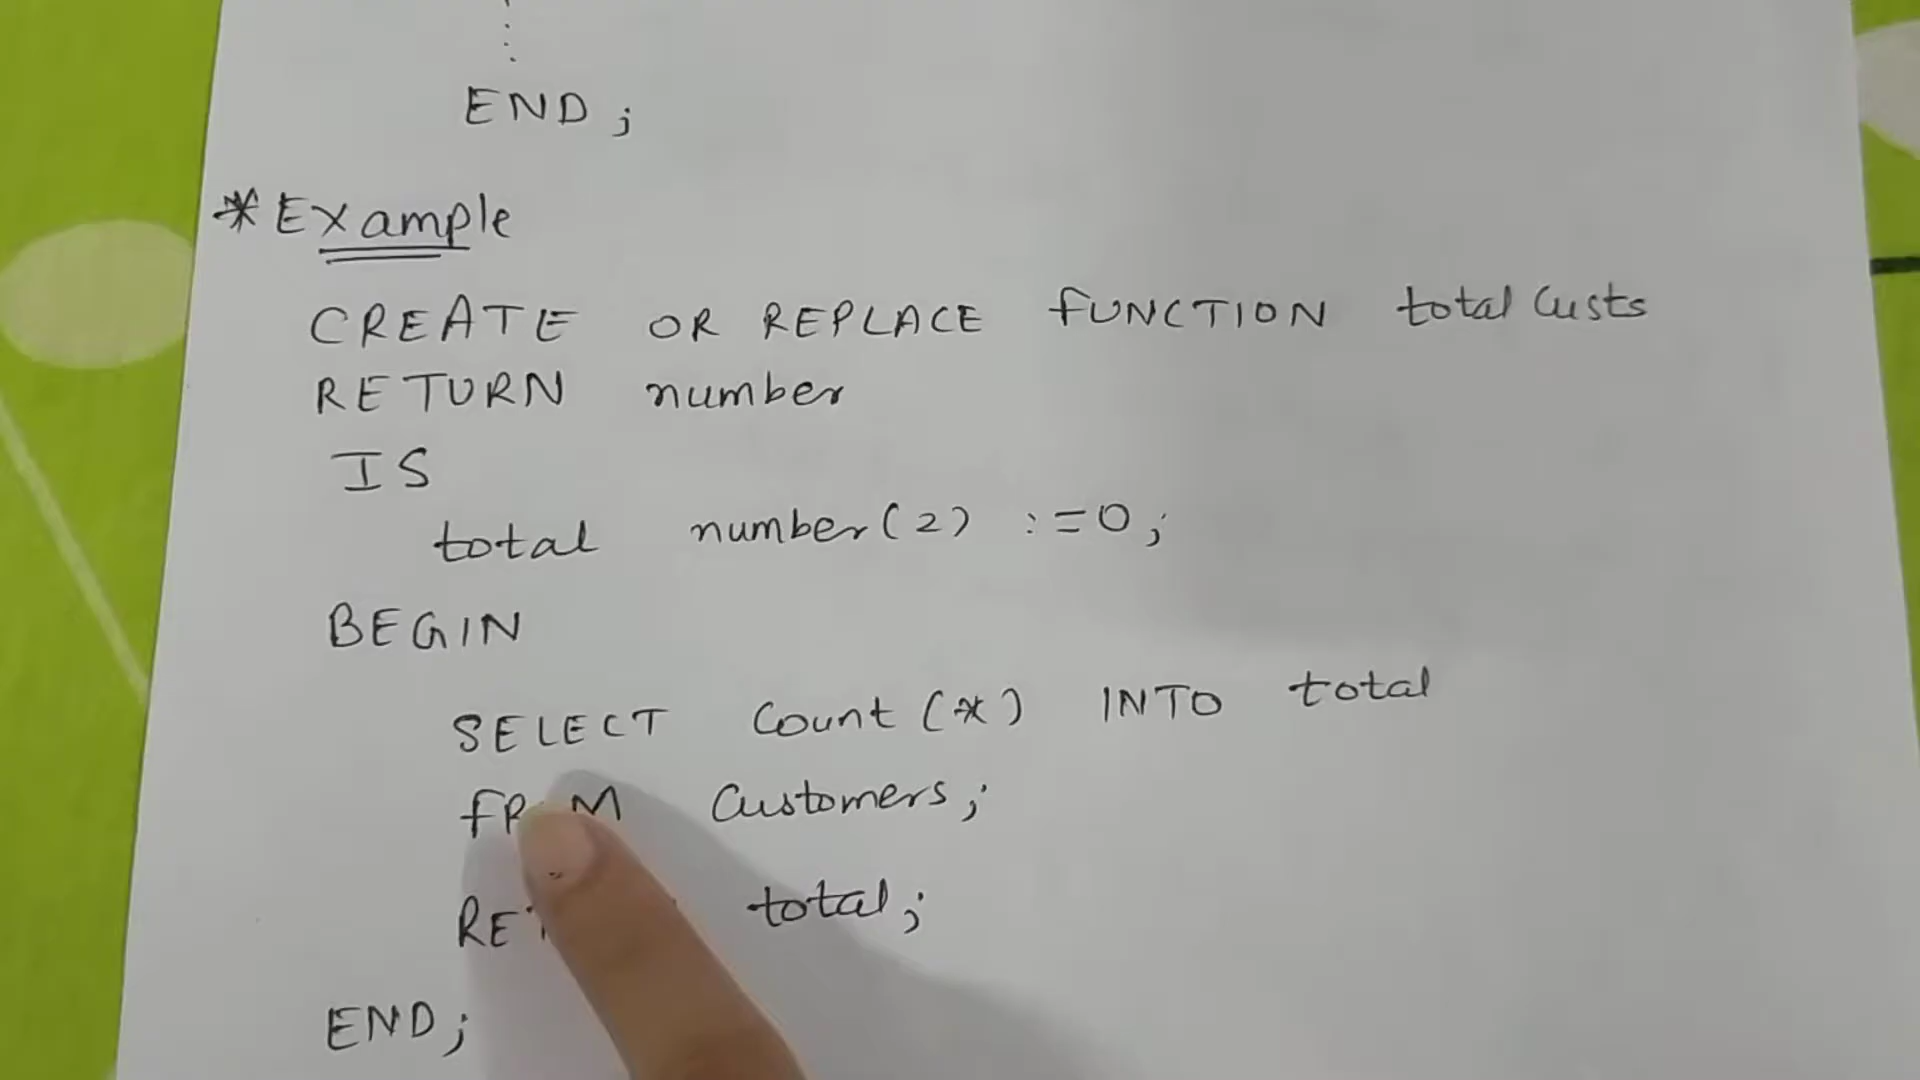 END;
*Example
CREATE OR REPLACE FUNCTION totalCusts
RETURN number
IS
total number(2) :=0;
BEGIN
SELECT Count(*) INTO total
FROM Customers;
total;
END;